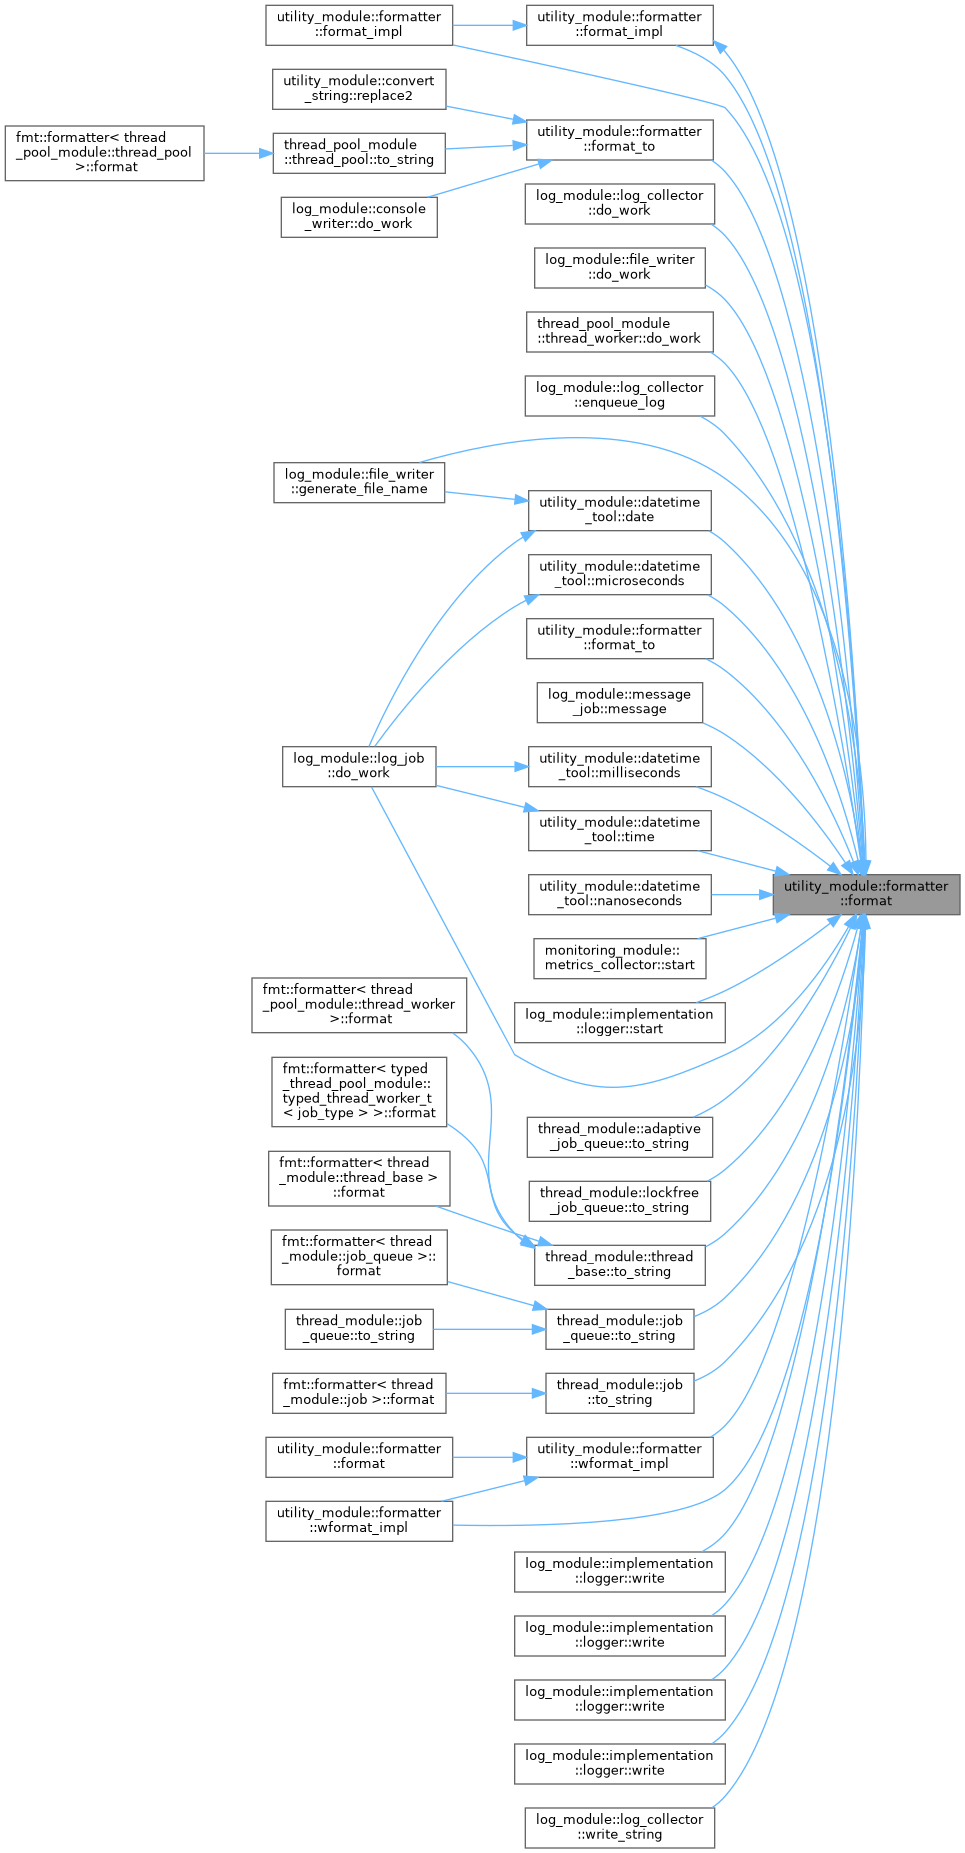 utility_module::formatter
::format_impl
utility_module::formatter
::format_impl
utility_module::convert
_string::replace2
utility_module::formatter
::format_to
fmt::formatter< thread
_pool_module::thread_pool
>::format
thread_pool_module
::thread_pool::to_string
log_module::console
_writer::do_work
log_module::log_collector
::do_work
log_module::file_writer
::do_work
thread_pool_module
::thread_worker::do_work
log_module::log_collector
::enqueue_log
log_module::file_writer
::generate_file_name
utility_module::datetime
_tool::date
utility_module::datetime
_tool::microseconds
utility_module::formatter
::format_to
log_module::message
_job::message
log_module::log_job
::do_work
utility_module::datetime
_tool::milliseconds
utility_module::datetime
_tool::time
utility_module::formatter
::format
utility_module::datetime
_tool::nanoseconds
monitoring_module::
metrics_collector::start
fmt::formatter< thread
_pool_module::thread_worker
>::format
log_module::implementation
::logger::start
fmt::formatter< typed
_thread_pool_module::
typed_thread_worker_t
< job_type > >::format
thread_module::adaptive
_job_queue::to_string
fmt::formatter< thread
_module::thread_base >
::format
thread_module::lockfree
_job_queue::to_string
fmt::formatter< thread
_module::job_queue >::
format
thread_module::thread
_base::to_string
thread_module::job
_queue::to_string
thread_module::job
_queue::to_string
fmt::formatter< thread
_module::job >::format
thread_module::job
::to_string
utility_module::formatter
::format
utility_module::formatter
::wformat_impl
utility_module::formatter
::wformat_impl
log_module::implementation
::logger::write
log_module::implementation
::logger::write
log_module::implementation
::logger::write
log_module::implementation
::logger::write
log_module::log_collector
::write_string